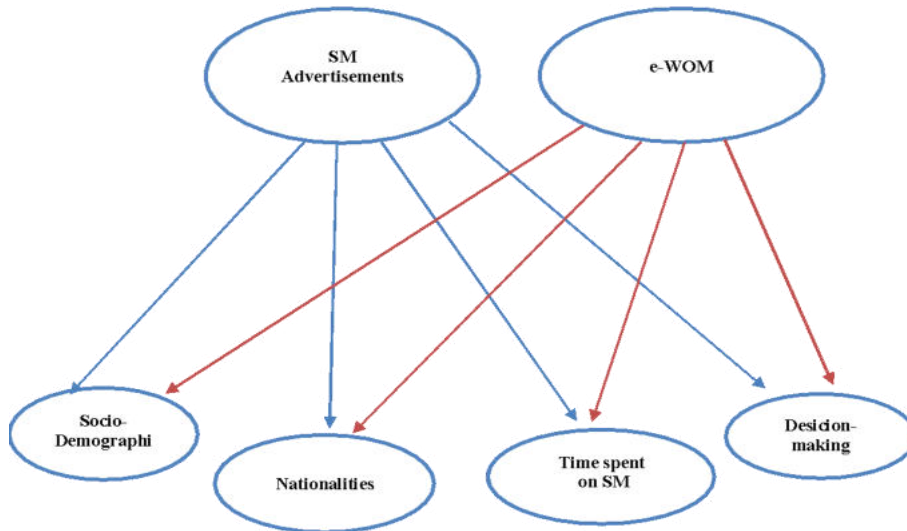 SM
Advertisements
e-WOM
Socio-
Demographi
Nationalities
Time spent
on SM
Desicion-
making